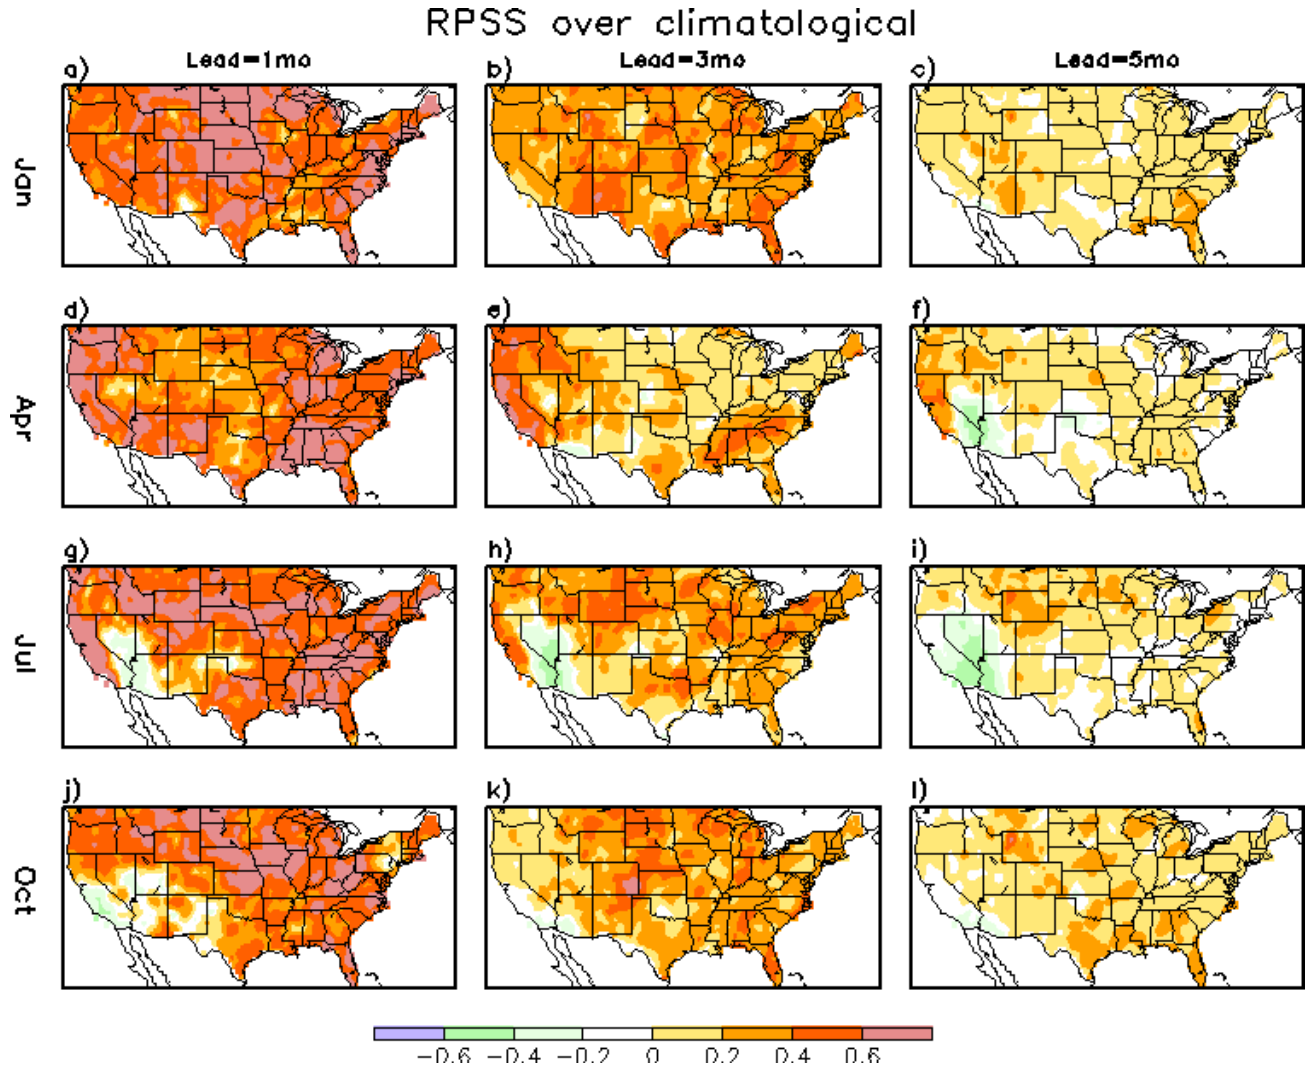 RPSS over climatological
Lead=1mo Lead=3mo Lead=5mo
a) b) c)
Jan
d) e) f)
Apr
g) h) i)
Jul
j) k) l)
Oct
−0.6 −0.4 −0.2 0 0.2 0.4 0.6